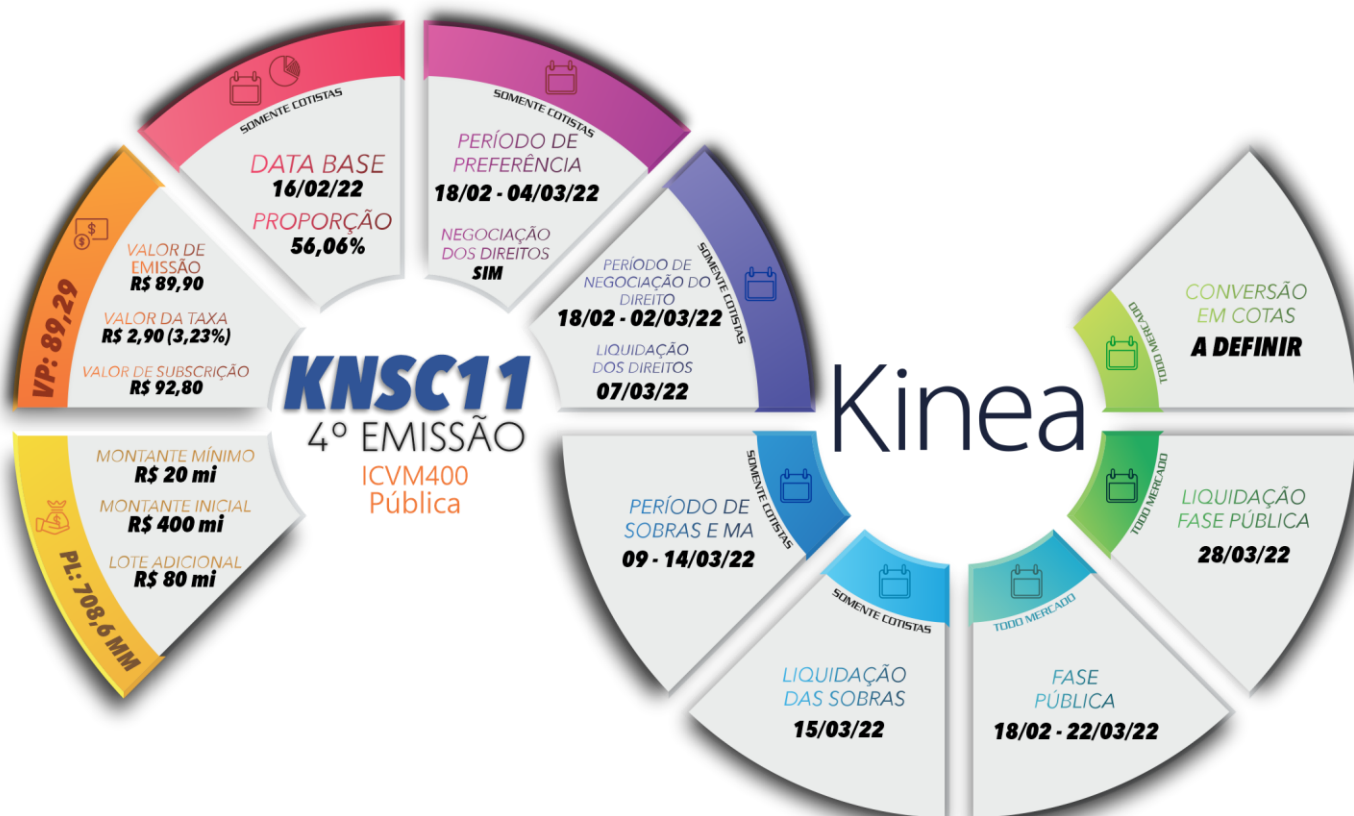 PL: 708,6 MM
MONTANTE MÍNIMO
R$ 20 mi
MONTANTE INICIAL
R$ 400 mi
LOTE ADICIONAL
R$ 80 mi
VP: 89,29
VALOR DE
EMISSÃO
R$ 89,90
VALOR DA TAXA
R$ 2,90 (3,23%)
VALOR DE SUBSCRIÇÃO
R$ 92,80
SOMENTE COTISTAS
DATA BASE
16/02/22
PROPORÇÃO
56,06%
SOMENTE COTISTAS
PERÍODO DE
PREFERÊNCIA
18/02 - 04/03/22
NEGOCIAÇÃO
DOS DIREITOS
SIM
SOMENTE COTISTAS
PERÍODO DE
NEGOCIAÇÃO DO
DIREITO
18/02 - 02/03/22
LIQUIDAÇÃO
DOS DIREITOS
07/03/22
KNSC11
4º EMISSÃO
ICVM400
Pública
Kinea
SOMENTE COTISTAS
PERÍODO DE
SOBRAS E MA
09 - 14/03/22
SOMENTE COTISTAS
LIQUIDAÇÃO
DAS SOBRAS
15/03/22
TODO MERCADO
FASE
PÚBLICA
18/02 - 22/03/22
TODO MERCADO
LIQUIDAÇÃO
FASE PÚBLICA
28/03/22
TODO MERCADO
CONVERSÃO
EM COTAS
A DEFINIR